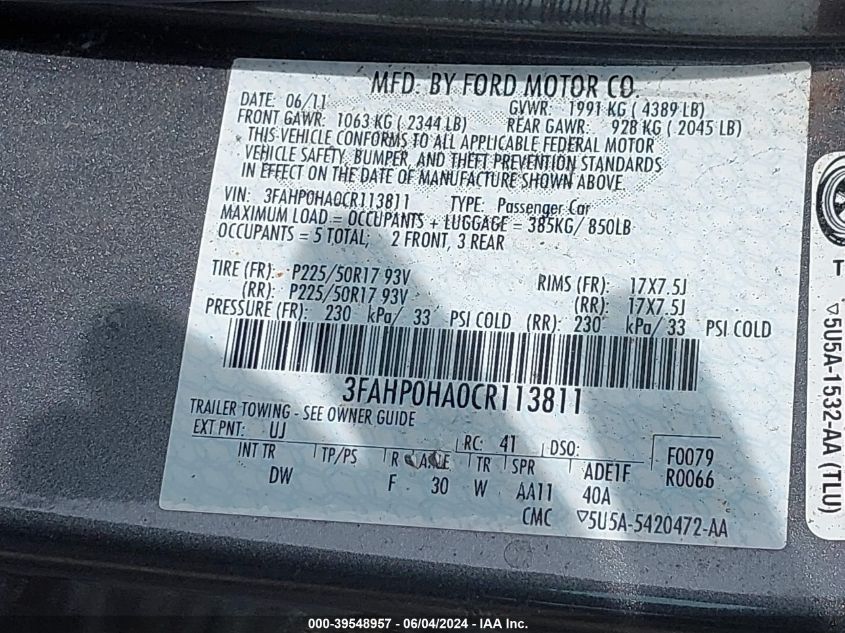 MFD. BY FORD MOTOR CO.
DATE: 06/11 GVWR: 1991 KG ( 4389 LB)
FRONT GAWR: 1063 KG ( 2344 LB) REAR GAWR: 928 KG ( 2045 LB)
THIS VEHICLE CONFORMS TO ALL APPLICABLE FEDERAL MOTOR
VEHICLE SAFETY, BUMPER, AND THEFT PREVENTION STANDARDS
IN EFFECT ON THE DATE OF MANUFACTURE SHOWN ABOVE.
VIN: 3FAHP0HA0CR113811 TYPE: Passenger Car
MAXIMUM LOAD = OCCUPANTS + LUGGAGE = 385KG/ 850LB
OCCUPANTS = 5 TOTAL; 2 FRONT, 3 REAR
TIRE (FR): P225/50R17 93V RIMS (FR): 17X7.5J
(RR): P225/50R17 93V (RR): 17X7.5J
PRESSURE (FR): 230 kPa/ 33 PSI COLD (RR): 230 kPa/ 33 PSI COLD
3FAHP0HA0CR113811
TRAILER TOWING - SEE OWNER GUIDE
EXT PNT: UJ RC: 41 DSO: F0079
INT TR TP/PS R AXLE TR SPR ADE1F R0066
DW F 30 W AA11 40A
CMC ▽5U5A-5420472-AA
T
▽5U5A-1532-AA (TLU)
000-39548957 - 06/04/2024 - IAA Inc.